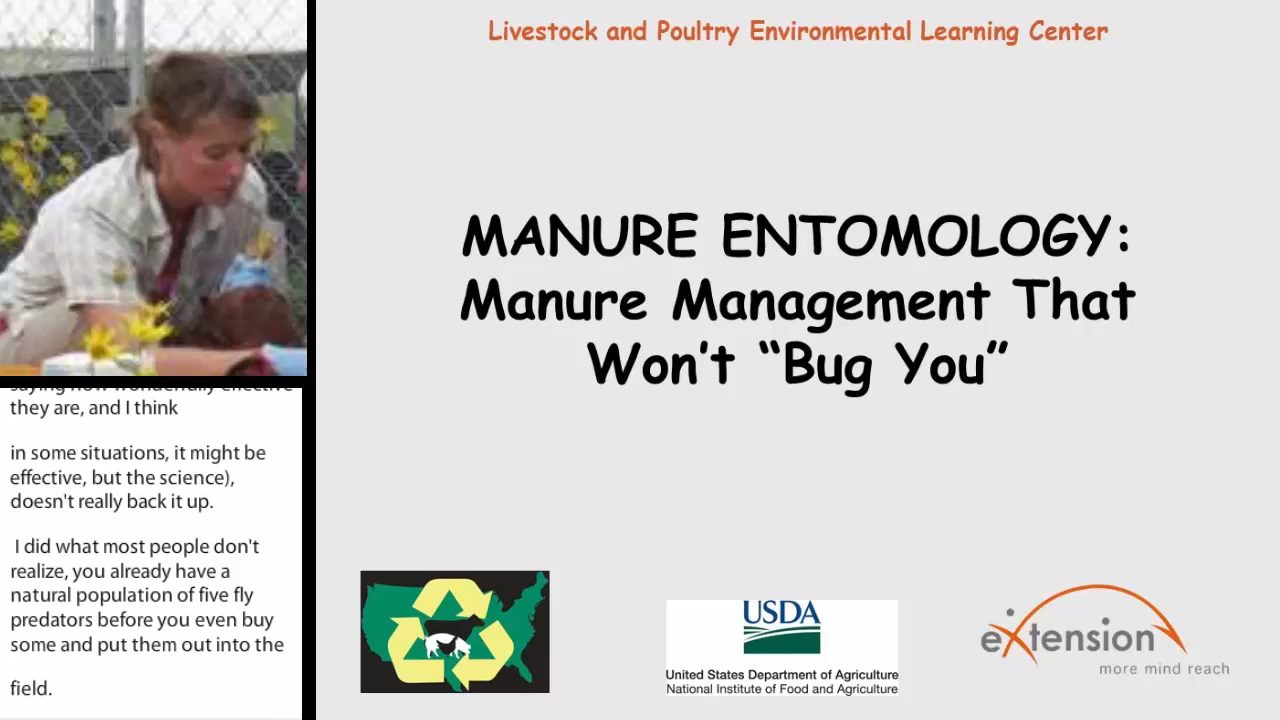 Livestock and Poultry Environmental Learning Center
MANURE ENTOMOLOGY:
Manure Management That
Won't “Bug You”
saying how wonderfully effective
they are, and I think
in some situations, it might be
effective, but the science),
doesn't really back it up.
I did what most people don't
realize, you already have a
natural population of five fly
predators before you even buy
some and put them out into the
field.
USDA
United States Department of Agriculture
National Institute of Food and Agriculture
eXtension
more mind reach